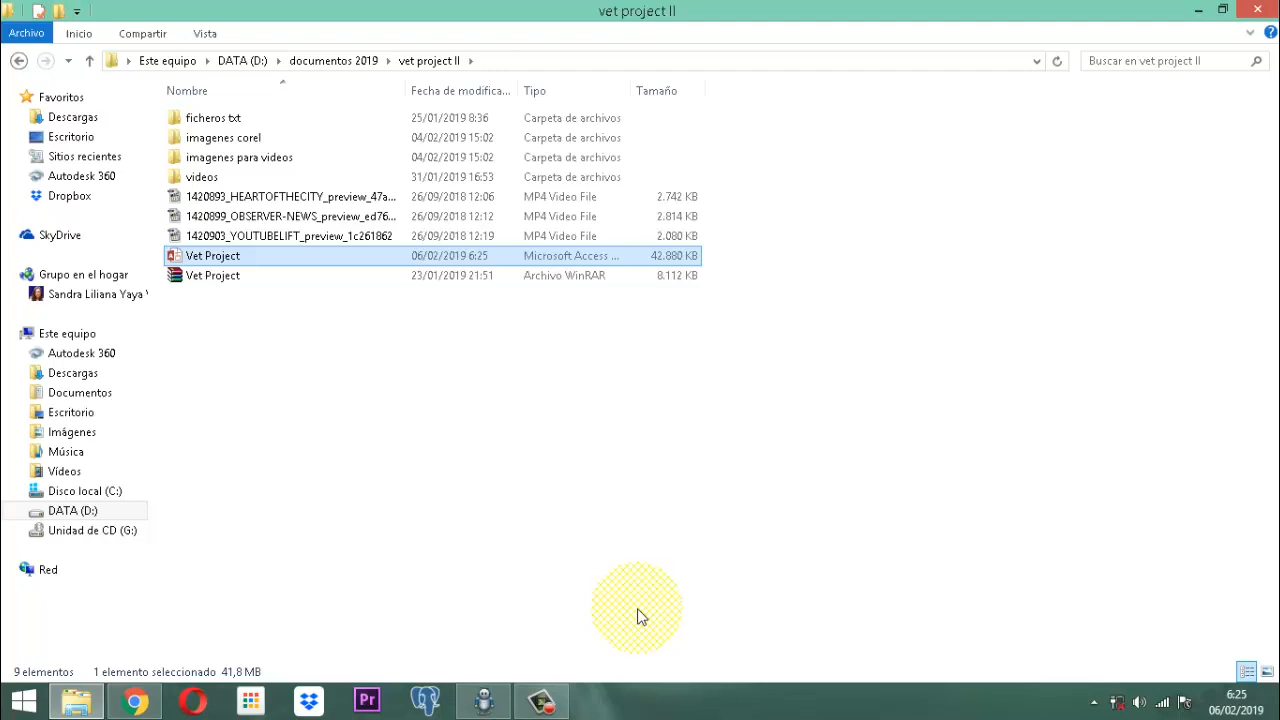 vet project II
Archivo Inicio Compartir Vista
Este equipo DATA (D:) documentos 2019 vet project II Buscar en vet project II
Nombre Fecha de modifica... Tipo Tamaño
ficheros txt 25/01/2019 8:36 Carpeta de archivos
imagenes corel 04/02/2019 15:02 Carpeta de archivos
imagenes para videos 04/02/2019 15:02 Carpeta de archivos
videos 31/01/2019 16:53 Carpeta de archivos
1420893_HEARTOFTHECITY_preview_47a... 26/09/2018 12:06 MP4 Video File 2.742 KB
1420899_OBSERVER-NEWS_preview_ed76... 26/09/2018 12:12 MP4 Video File 2.814 KB
1420903_YOUTUBELIFT_preview_1c261862 26/09/2018 12:19 MP4 Video File 2.080 KB
Vet Project 06/02/2019 6:25 Microsoft Access ... 42.880 KB
Vet Project 23/01/2019 21:51 Archivo WinRAR 8.112 KB
Favoritos
Descargas
Escritorio
Sitios recientes
Autodesk 360
Dropbox
SkyDrive
Grupo en el hogar
Sandra Liliana Yaya
Este equipo
Autodesk 360
Descargas
Documentos
Escritorio
Imágenes
Música
Vídeos
Disco local (C:)
DATA (D:)
Unidad de CD (G:)
Red
9 elementos 1 elemento seleccionado 41,8 MB
Pr
6:25
06/02/2019